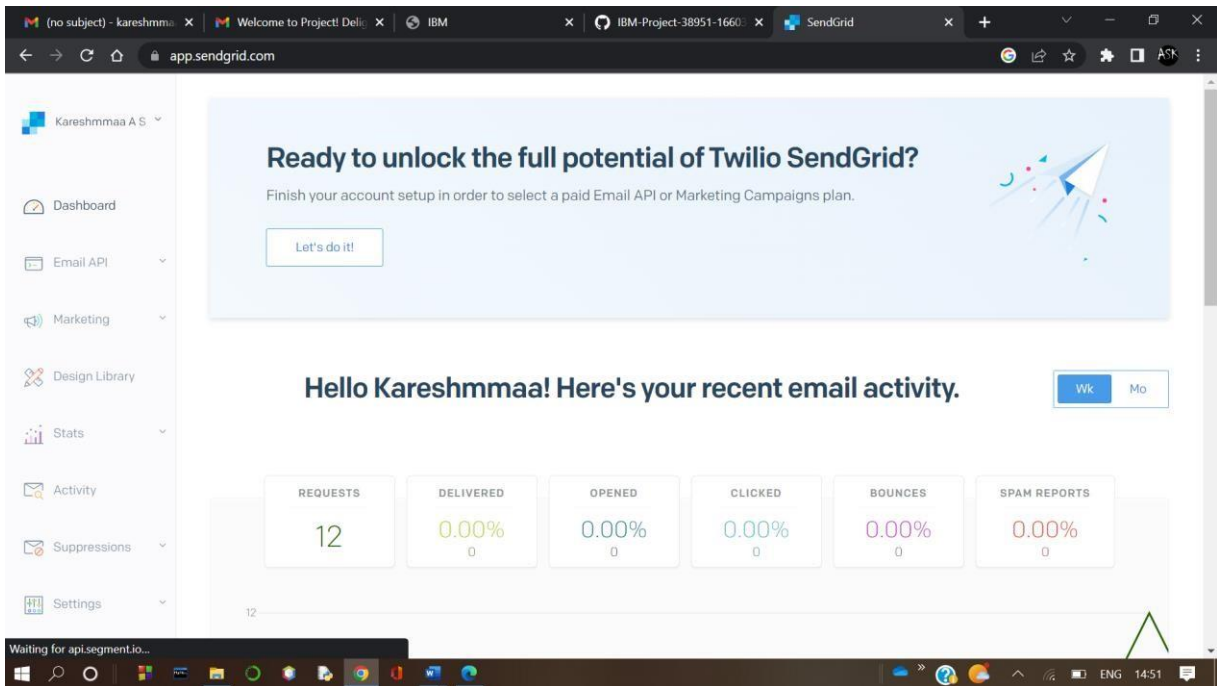 (no subject) - kareshmma
Welcome to Project! Delig
IBM
IBM-Project-38951-16603
SendGrid
app.sendgrid.com
ASK
Kareshmmaa A S
Dashboard
Email API
Marketing
Design Library
Stats
Activity
Suppressions
Settings
Ready to unlock the full potential of Twilio SendGrid?
Finish your account setup in order to select a paid Email API or Marketing Campaigns plan.
Let's do it!
Hello Kareshmmaa! Here's your recent email activity.
Wk Mo
REQUESTS DELIVERED OPENED CLICKED BOUNCES SPAM REPORTS
12 0.00% 0.00% 0.00% 0.00% 0.00%
0 0 0 0 0
12
Waiting for api.segment.io...
ENG 14:51